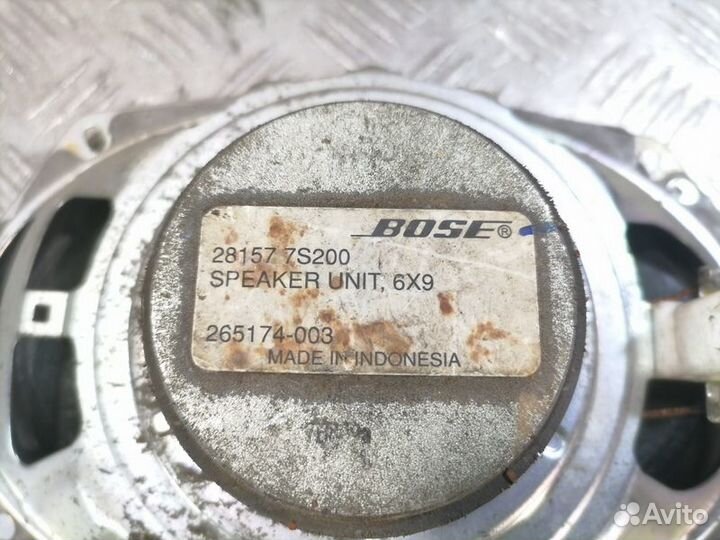 BOSE®
28157 7S200
SPEAKER UNIT, 6X9
265174-003
MADE IN INDONESIA
Avito